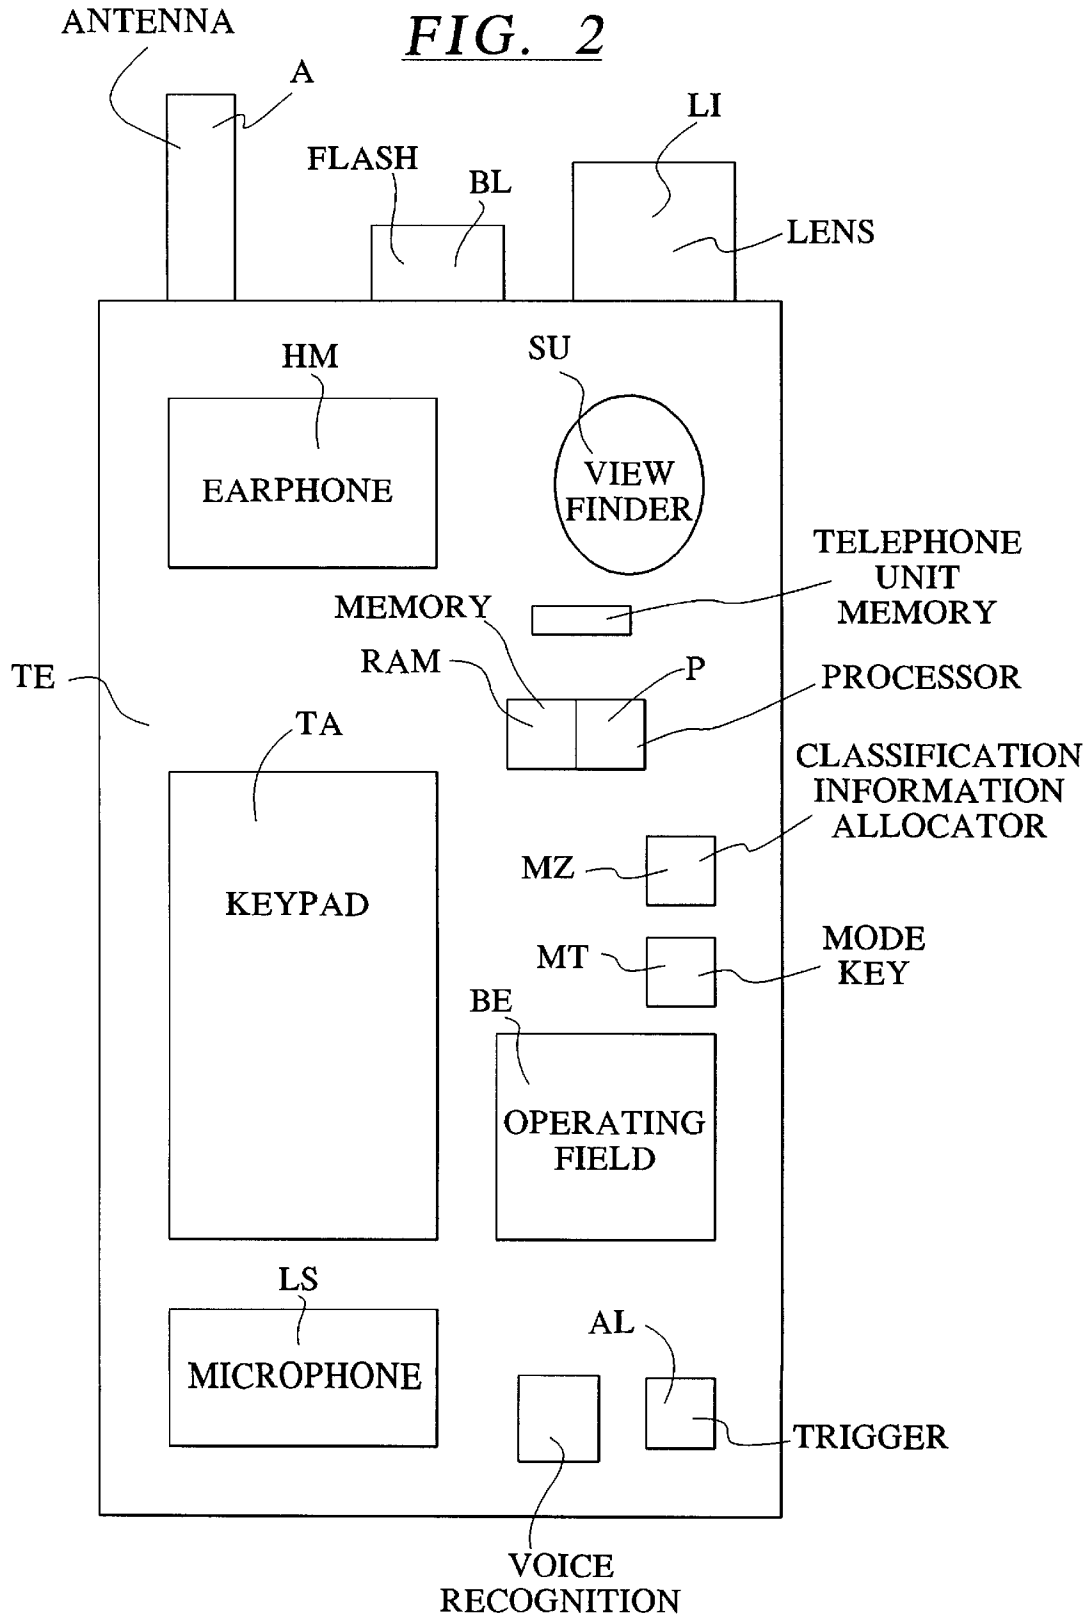 FIG. 2
ANTENNA
A
FLASH
BL
LI
LENS
HM
EARPHONE
SU
VIEW
FINDER
TELEPHONE
UNIT
MEMORY
MEMORY
RAM
P
PROCESSOR
TE
TA
KEYPAD
CLASSIFICATION
INFORMATION
ALLOCATOR
MZ
MT
MODE
KEY
BE
OPERATING
FIELD
LS
MICROPHONE
AL
TRIGGER
VOICE
RECOGNITION